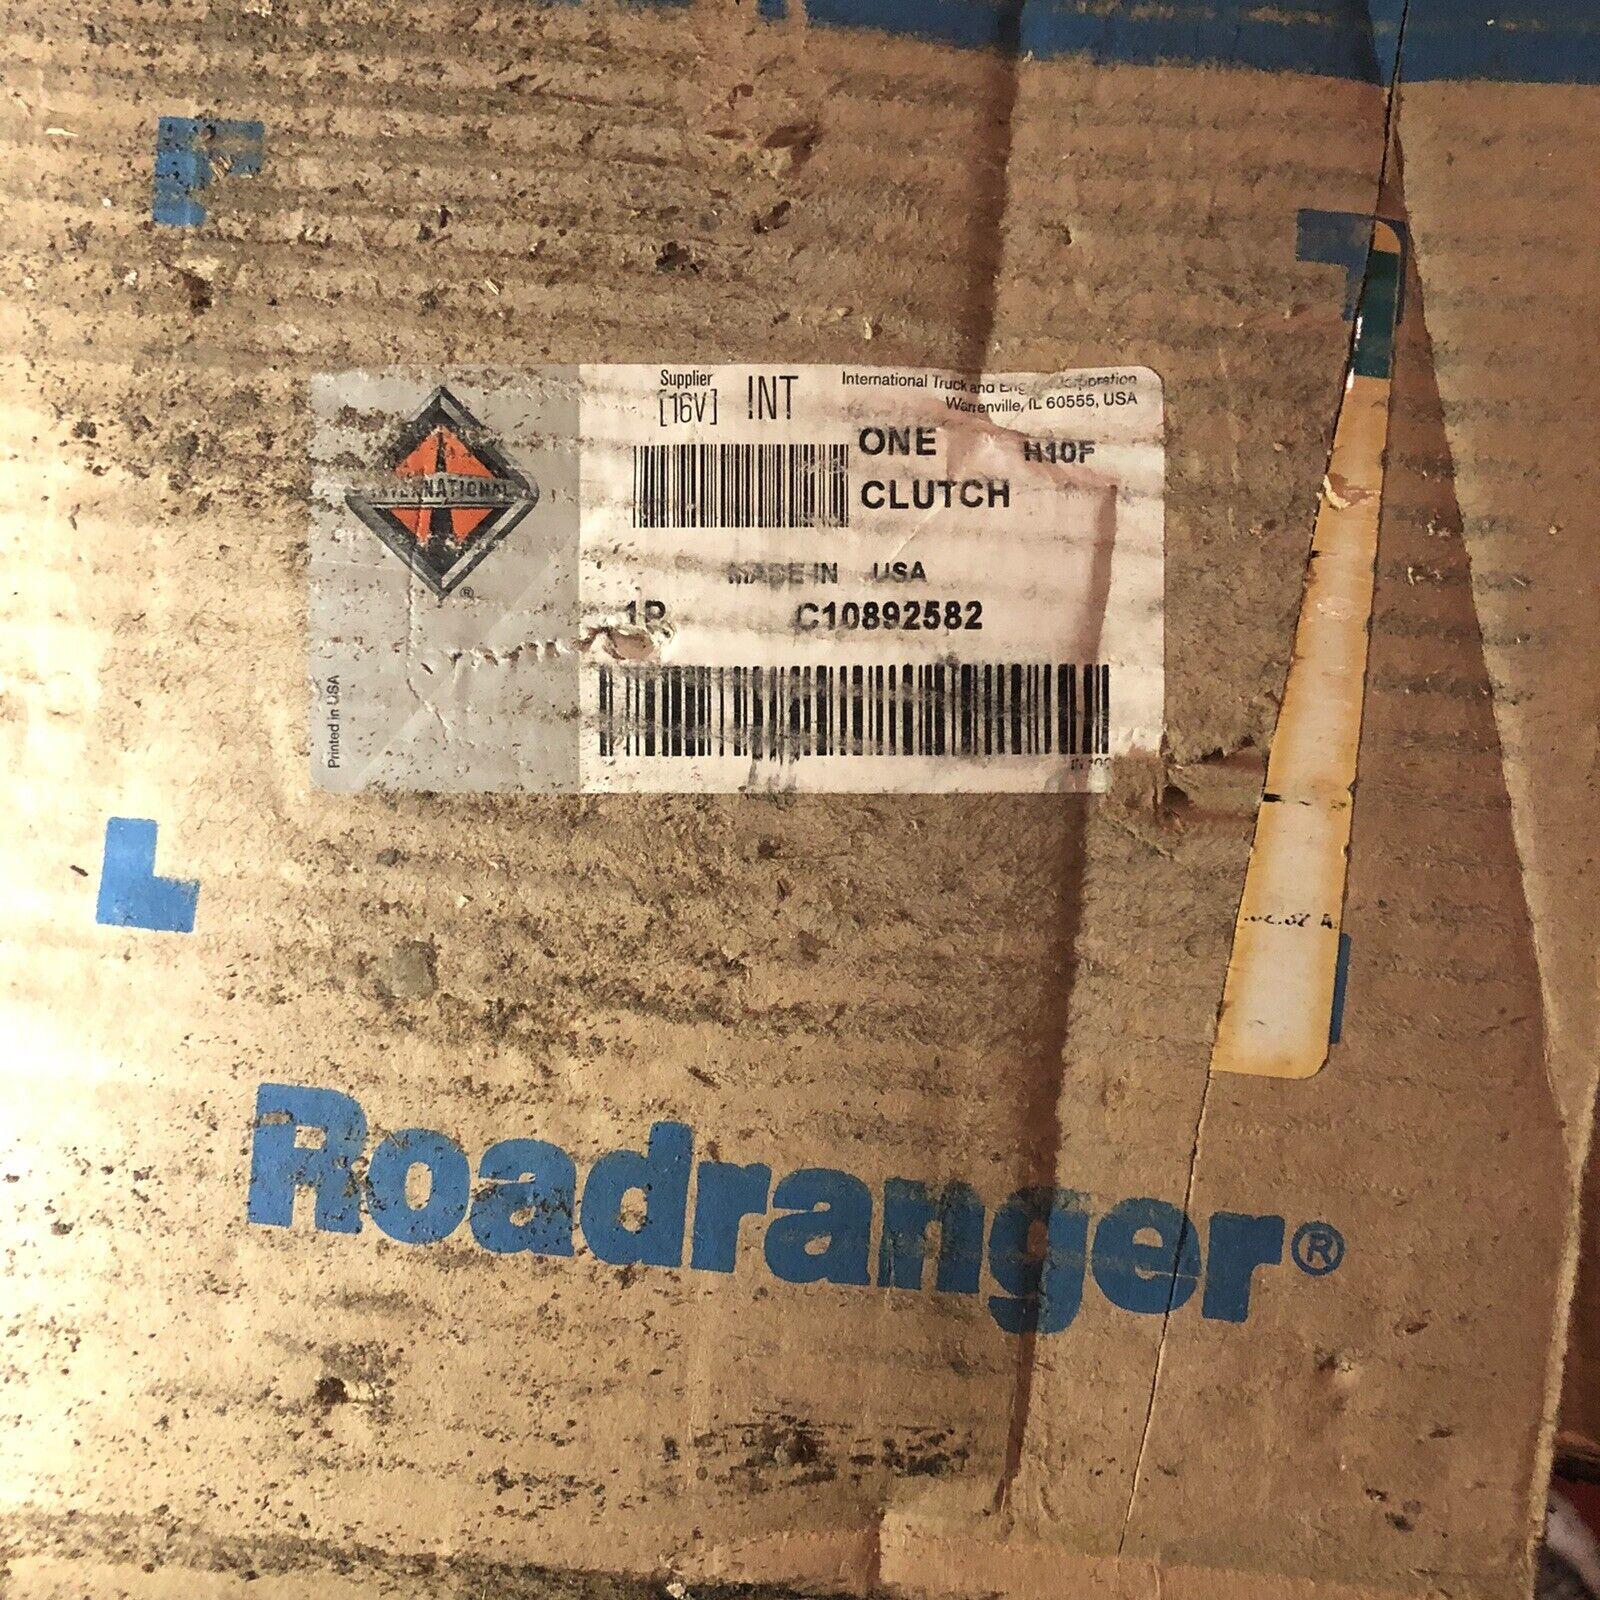 Supplier
[16V] INT
International Truck and Corporation
Warrenville, IL 60555, USA
ONE H10F
CLUTCH
INTERNATIONAL
®
MADE IN USA
1P C10892582
Printed in USA
Roadranger®